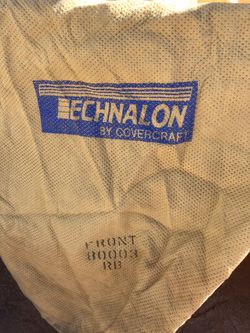 TECHNALON
BY COVERCRAFT
FRONT
80003
RB